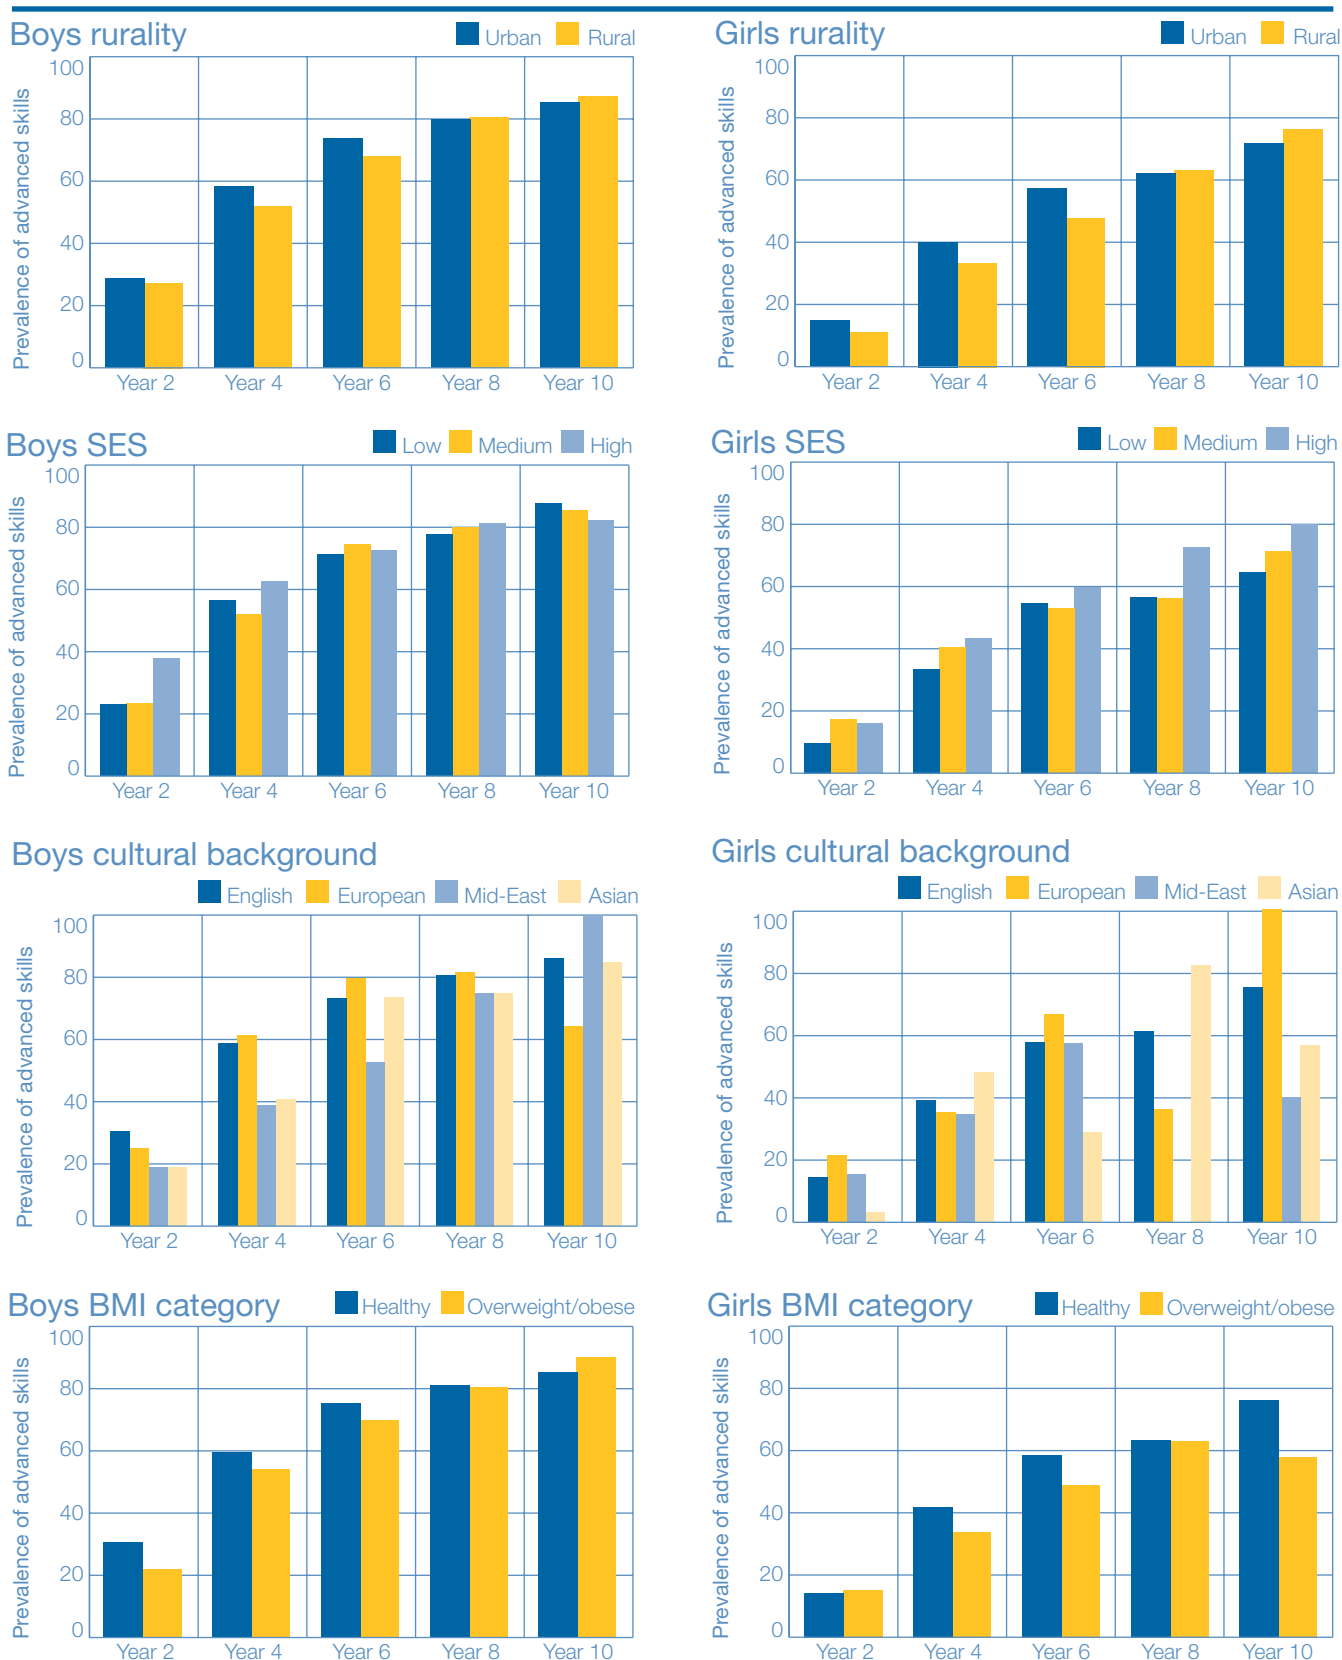 Boys rurality
Urban Rural
Prevalence of advanced skills
100
80
60
40
20
0
Year 2 Year 4 Year 6 Year 8 Year 10
Girls rurality
Urban Rural
Prevalence of advanced skills
100
80
60
40
20
0
Year 2 Year 4 Year 6 Year 8 Year 10
Boys SES
Low Medium High
Prevalence of advanced skills
100
80
60
40
20
0
Year 2 Year 4 Year 6 Year 8 Year 10
Girls SES
Low Medium High
Prevalence of advanced skills
100
80
60
40
20
0
Year 2 Year 4 Year 6 Year 8 Year 10
Boys cultural background
English European Mid-East Asian
Prevalence of advanced skills
100
80
60
40
20
0
Year 2 Year 4 Year 6 Year 8 Year 10
Girls cultural background
English European Mid-East Asian
Prevalence of advanced skills
100
80
60
40
20
0
Year 2 Year 4 Year 6 Year 8 Year 10
Boys BMI category
Healthy Overweight/obese
Prevalence of advanced skills
100
80
60
40
20
0
Year 2 Year 4 Year 6 Year 8 Year 10
Girls BMI category
Healthy Overweight/obese
Prevalence of advanced skills
100
80
60
40
20
0
Year 2 Year 4 Year 6 Year 8 Year 10